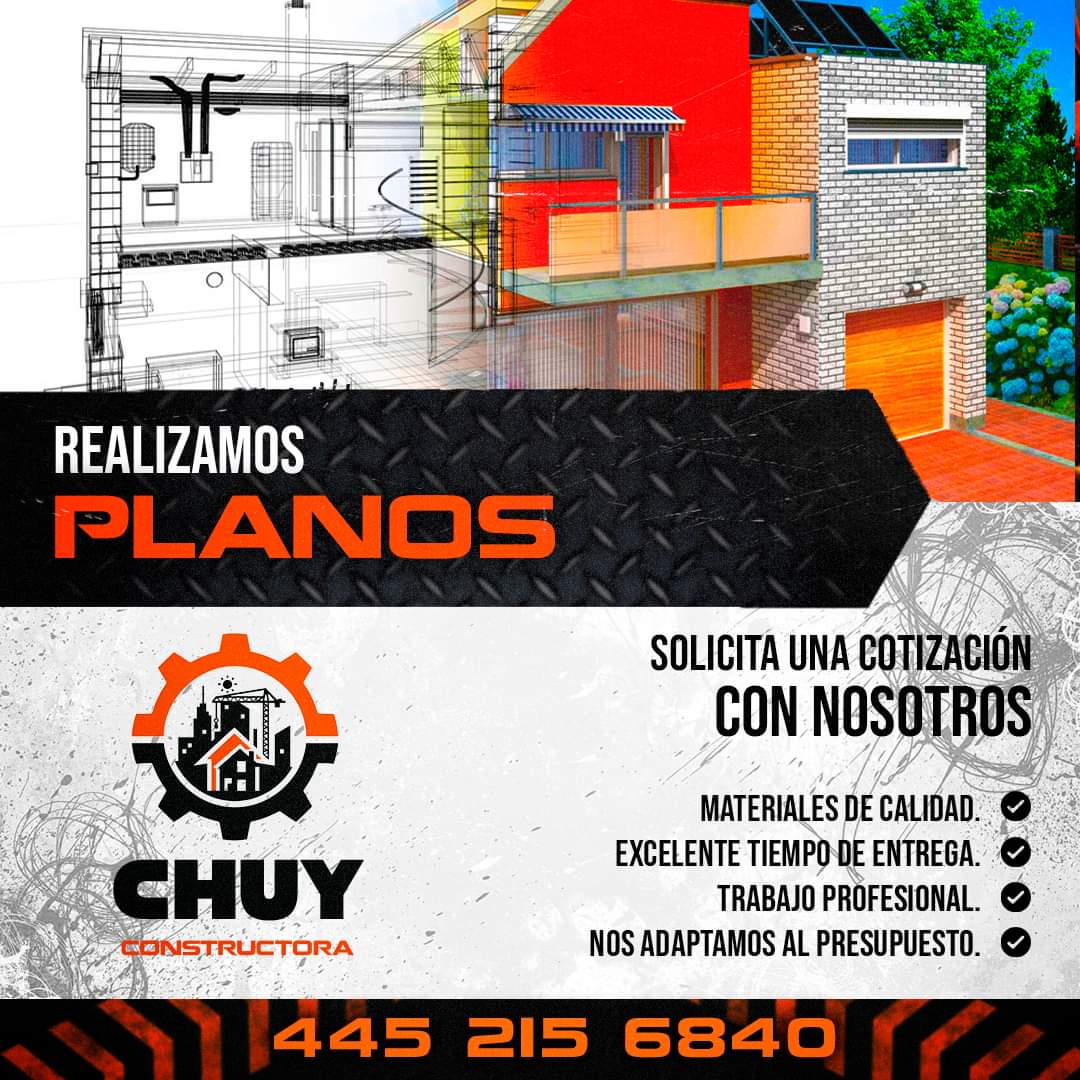 REALIZAMOS
PLANOS
SOLICITA UNA COTIZACIÓN
CON NOSOTROS
MATERIALES DE CALIDAD.
EXCELENTE TIEMPO DE ENTREGA.
TRABAJO PROFESIONAL.
NOS ADAPTAMOS AL PRESUPUESTO.
CHUY
CONSTRUCTORA
445 215 6840